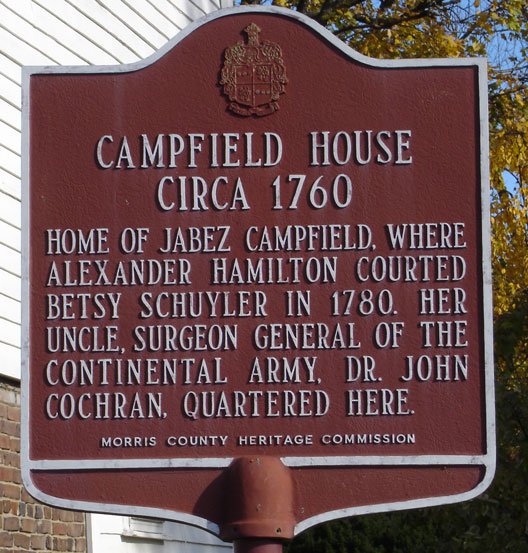 CAMPFIELD HOUSE
CIRCA 1760
HOME OF JABEZ CAMPFIELD, WHERE
ALEXANDER HAMILTON COURTED
BETSY SCHUYLER IN 1780. HER
UNCLE, SURGEON GENERAL OF THE
CONTINENTAL ARMY, DR. JOHN
COCHRAN, QUARTERED HERE.
MORRIS COUNTY HERITAGE COMMISSION